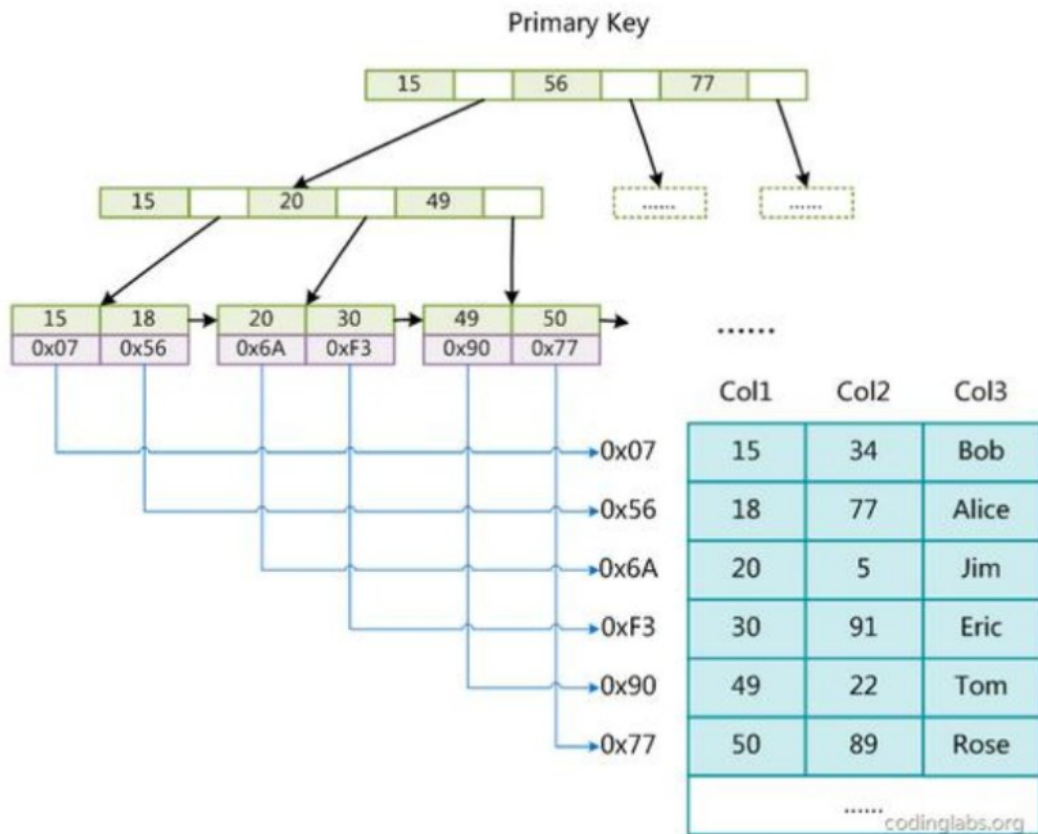 Primary Key
15 56 77
15 20 49 ...... ......
15 18 20 30 49 50
0x07 0x56 0x6A 0xF3 0x90 0x77
......
Col1 Col2 Col3
0x07 15 34 Bob
0x56 18 77 Alice
0x6A 20 5 Jim
0xF3 30 91 Eric
0x90 49 22 Tom
0x77 50 89 Rose
......
codinglabs.org